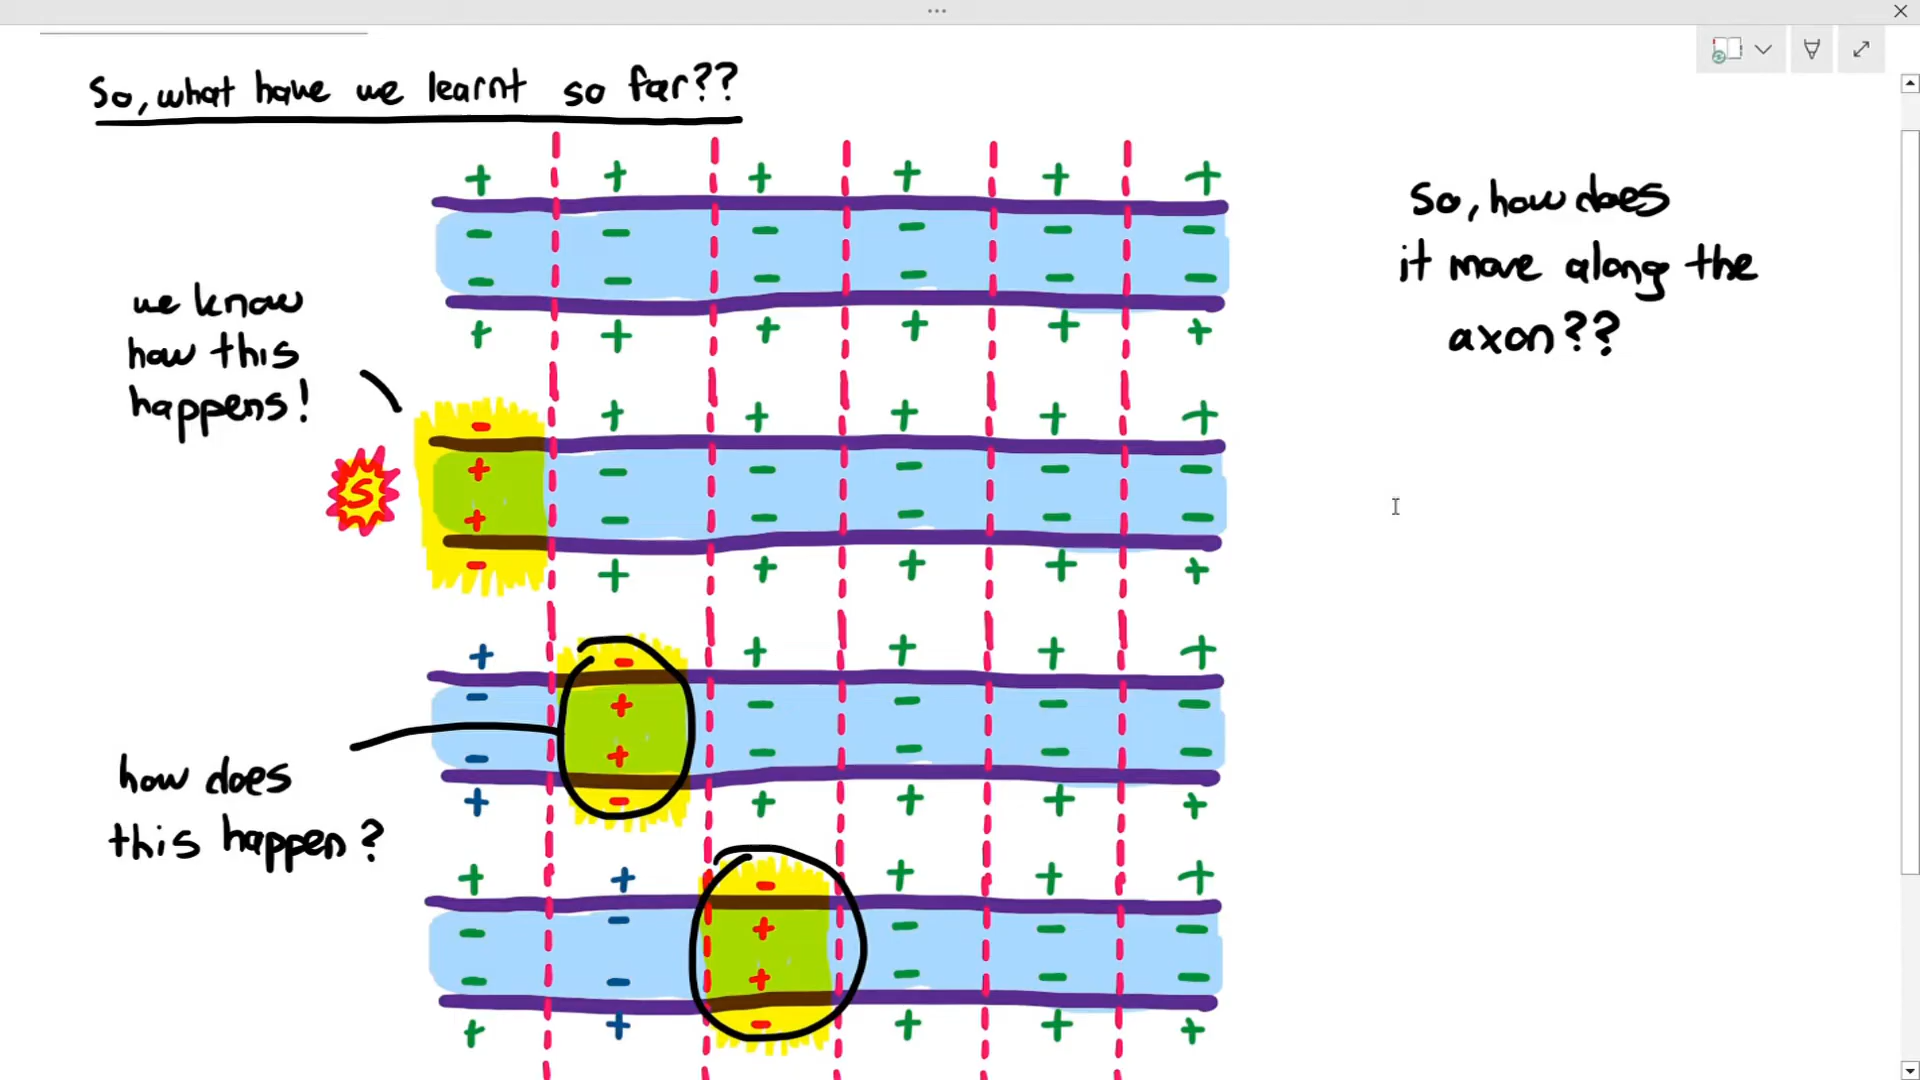 So, what have we learnt so far??
+ + + + + +
- - - - - -
- - - - - -
+ + + + + +
So, how does
it move along the
axon??
we know
how this
happens!
- + + + + +
+ - - - - -
S
+ - - - - -
- + + + + +
+ - + + + +
- + - - - -
- + - - - -
+ - + + + +
how does
this happen?
+ + - + + +
- - + - - -
- - + - - -
+ + - + + +